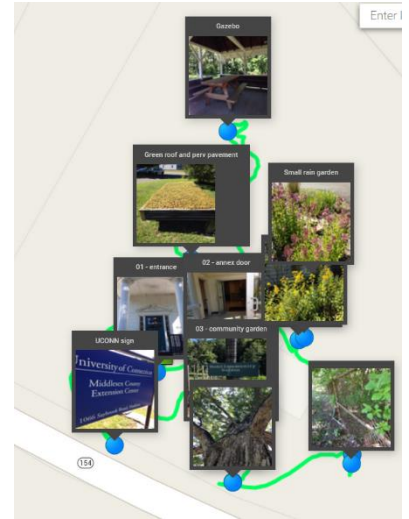 Enter
Gazebo
Green roof and perv pavement
Small rain garden
01 - entrance
02 - annex door
UCONN sign
03 - community garden
University of Connecticut
Middlesex County
Extension Center
154